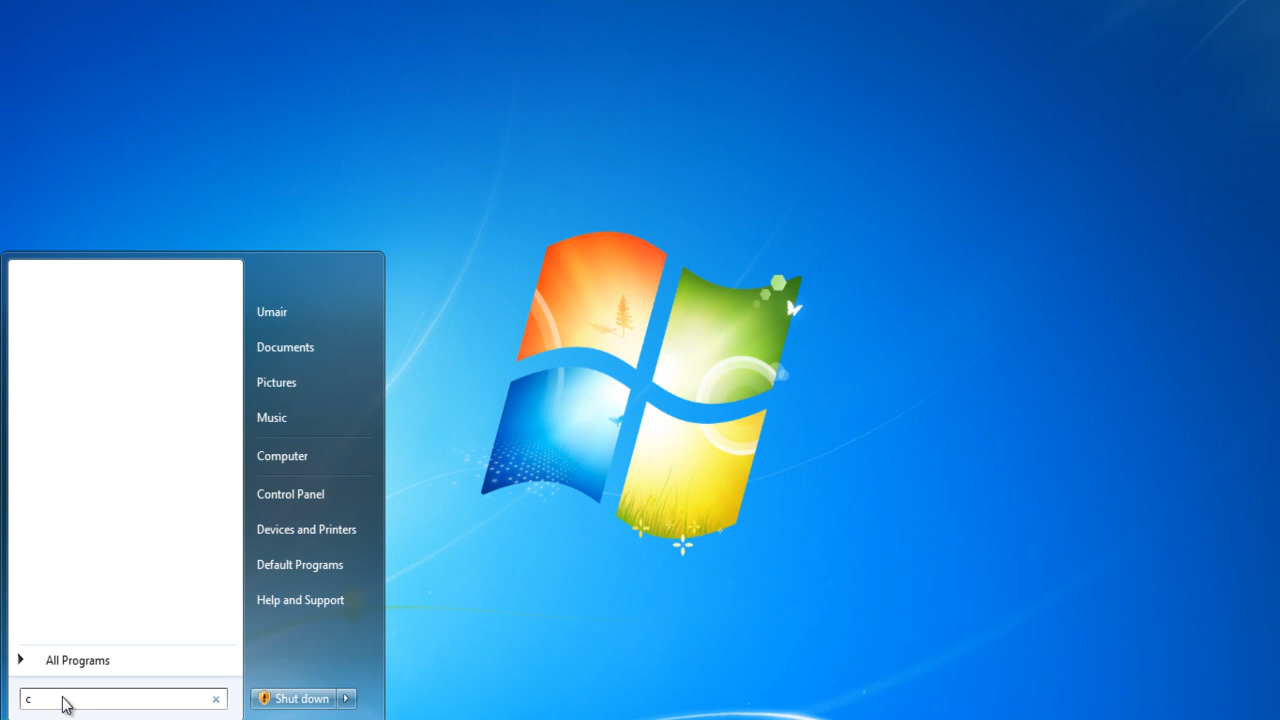 Umair
Documents
Pictures
Music
Computer
Control Panel
Devices and Printers
Default Programs
Help and Support
All Programs
c
Shut down